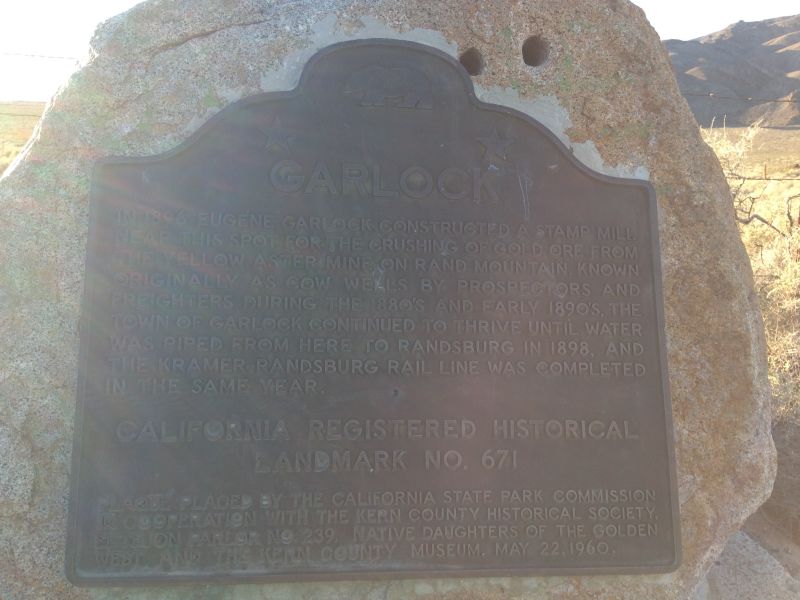 GARLOCK
IN 1896 EUGENE GARLOCK CONSTRUCTED A STAMP MILL
NEAR THIS SPOT FOR THE CRUSHING OF GOLD ORE FROM
THE YELLOW ASTER MINE ON RAND MOUNTAIN KNOWN
ORIGINALLY AS COW WELLS BY PROSPECTORS AND
FREIGHTERS DURING THE 1880'S AND EARLY 1890'S. THE
TOWN OF GARLOCK CONTINUED TO THRIVE UNTIL WATER
WAS PIPED FROM HERE TO RANDSBURG IN 1898, AND
THE KRAMER-RANDSBURG RAIL LINE WAS COMPLETED
IN THE SAME YEAR.
CALIFORNIA REGISTERED HISTORICAL
LANDMARK NO. 671
PLAQUE PLACED BY THE CALIFORNIA STATE PARK COMMISSION
IN COOPERATION WITH THE KERN COUNTY HISTORICAL SOCIETY,
PARLOR NO. 239, NATIVE DAUGHTERS OF THE GOLDEN
WEST, AND THE KERN COUNTY MUSEUM, MAY 22, 1960.